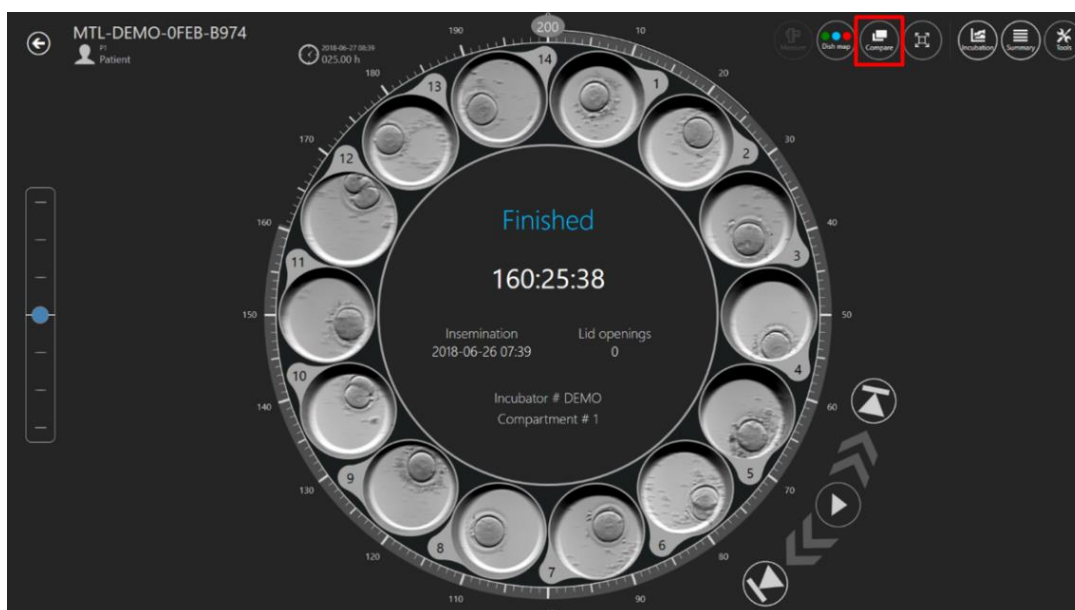 MTL-DEMO-0FEB-B974
P1
Patient
2018-06-27 08:39
025.00 h
Measure
Dish map
Compare
Incubation
Summary
Tools
200
10
20
30
40
50
60
70
80
90
100
110
120
130
140
150
160
170
180
190
1
2
3
4
5
6
7
8
9
10
11
12
13
14
Finished
160:25:38
Insemination
Lid openings
2018-06-26 07:39
0
Incubator # DEMO
Compartment # 1